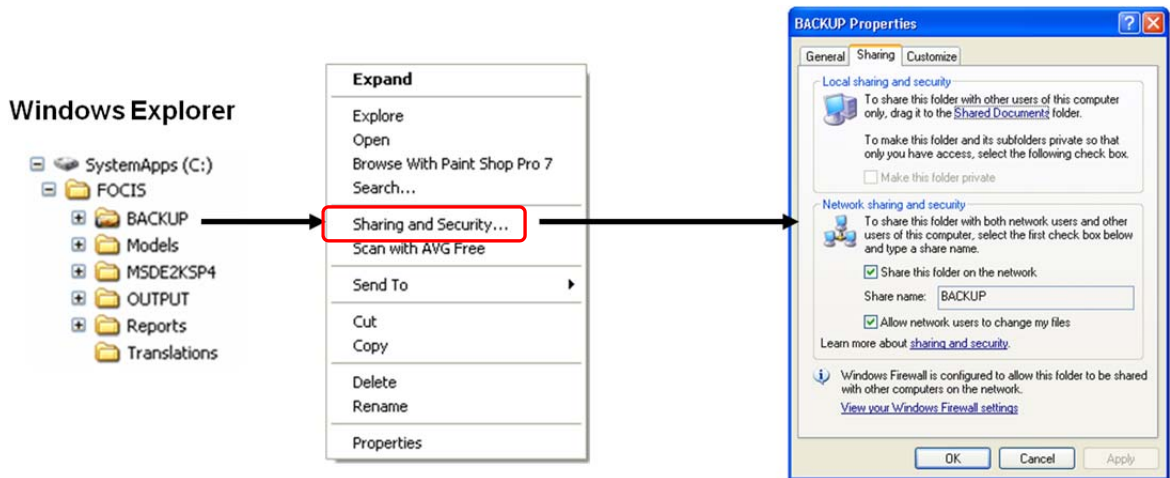 Windows Explorer
SystemApps (C:)
FOCIS
BACKUP
Models
MSDE2KSP4
OUTPUT
Reports
Translations
Expand
Explore
Open
Browse With Paint Shop Pro 7
Search...
Sharing and Security...
Scan with AVG Free
Send To
Cut
Copy
Delete
Rename
Properties
BACKUP Properties
General Sharing Customize
Local sharing and security
To share this folder with other users of this computer
only, drag it to the Shared Documents folder.
To make this folder and its subfolders private so that
only you have access, select the following check box.
Make this folder private
Network sharing and security
To share this folder with both network users and other
users of this computer, select the first check box below
and type a share name.
Share this folder on the network
Share name: BACKUP
Allow network users to change my files
Learn more about sharing and security.
Windows Firewall is configured to allow this folder to be shared
with other computers on the network.
View your Windows Firewall settings
OK Cancel Apply